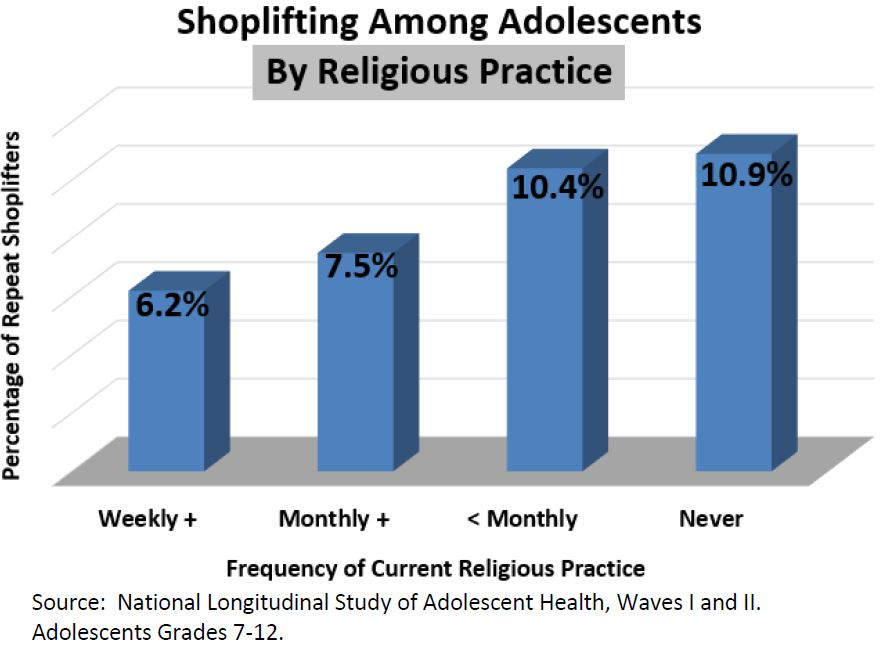 Shoplifting Among Adolescents
By Religious Practice
Percentage of Repeat Shoplifters
6.2%
7.5%
10.4%
10.9%
Weekly +
Monthly +
< Monthly
Never
Frequency of Current Religious Practice
Source:  National Longitudinal Study of Adolescent Health, Waves I and II.
Adolescents Grades 7-12.